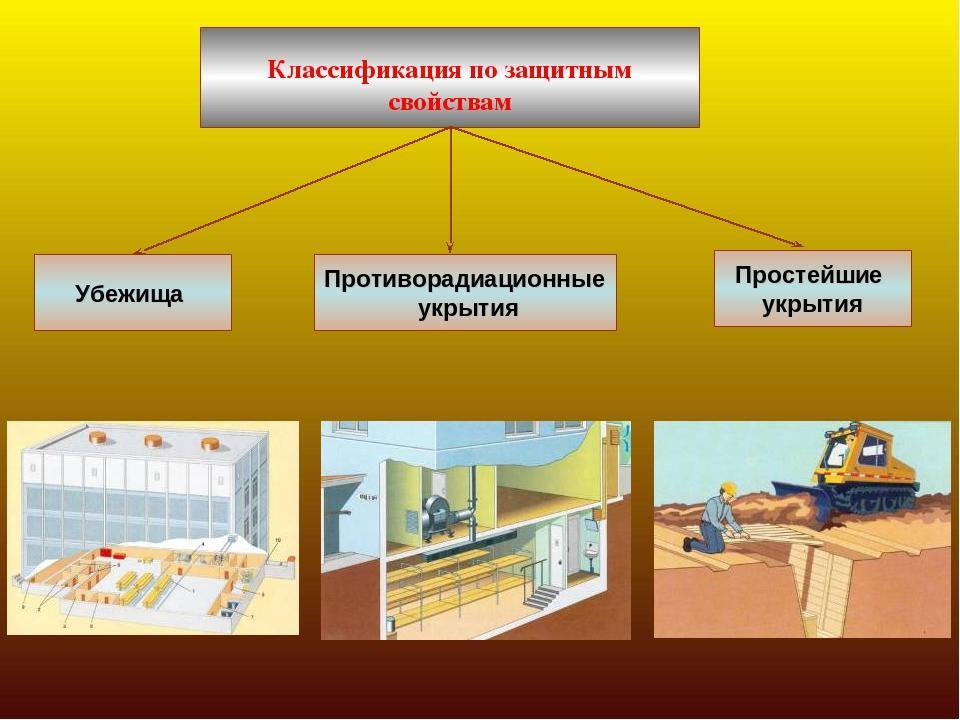 Классификация по защитным
свойствам
Убежища
Противорадиационные
укрытия
Простейшие
укрытия